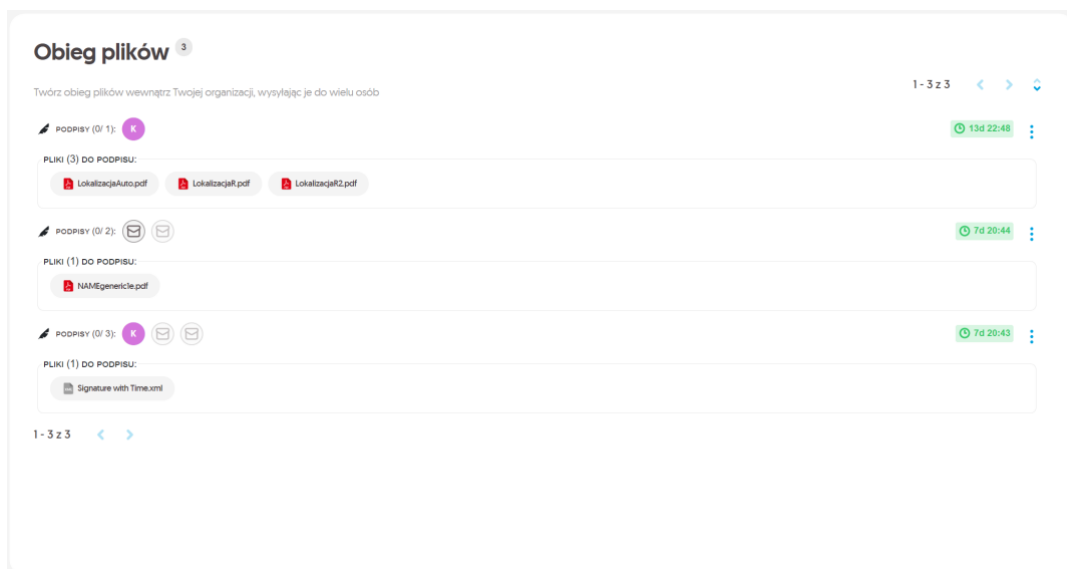 Obieg plików 3
Twórz obieg plików wewnątrz Twojej organizacji, wysyłając je do wielu osób
1 - 3 z 3
PODPISY (0/ 1): K
13d 22:48
PLIKI (3) DO PODPISU:
LokalizacjaAuto.pdf LokalizacjaR.pdf LokalizacjaR2.pdf
PODPISY (0/ 2):
7d 20:44
PLIKI (1) DO PODPISU:
NAMEgeneric1e.pdf
PODPISY (0/ 3): K
7d 20:43
PLIKI (1) DO PODPISU:
Signature with Time.xml
1 - 3 z 3